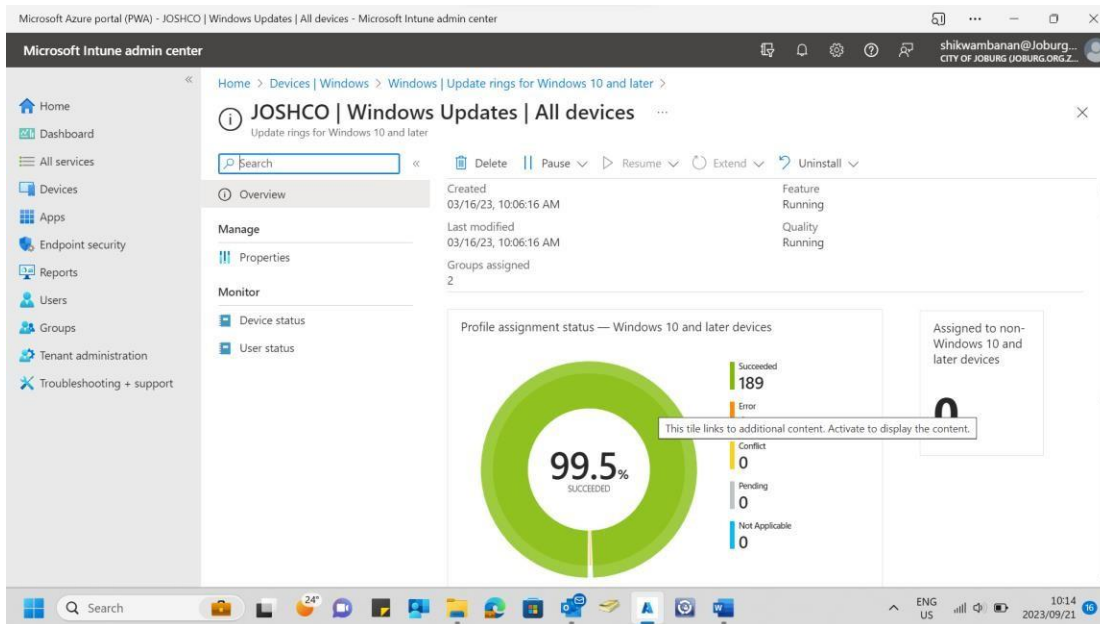 Microsoft Azure portal (PWA) - JOSHCO | Windows Updates | All devices - Microsoft Intune admin center
Microsoft Intune admin center
shikwambanan@Joburg...
CITY OF JOBURG (JOBURG.ORG.Z...
Home > Devices | Windows > Windows | Update rings for Windows 10 and later >
JOSHCO | Windows Updates | All devices ...
Update rings for Windows 10 and later
Home
Dashboard
All services
Devices
Apps
Endpoint security
Reports
Users
Groups
Tenant administration
Troubleshooting + support
Search
Overview
Manage
Properties
Monitor
Device status
User status
Delete Pause Resume Extend Uninstall
Created
03/16/23, 10:06:16 AM
Feature
Running
Last modified
03/16/23, 10:06:16 AM
Quality
Running
Groups assigned
2
Profile assignment status — Windows 10 and later devices
99.5%
SUCCEEDED
Succeeded
189
Error
This tile links to additional content. Activate to display the content.
Conflict
0
Pending
0
Not Applicable
0
Assigned to non-
Windows 10 and
later devices
0
Search
24°
ENG
US
10:14
2023/09/21
16